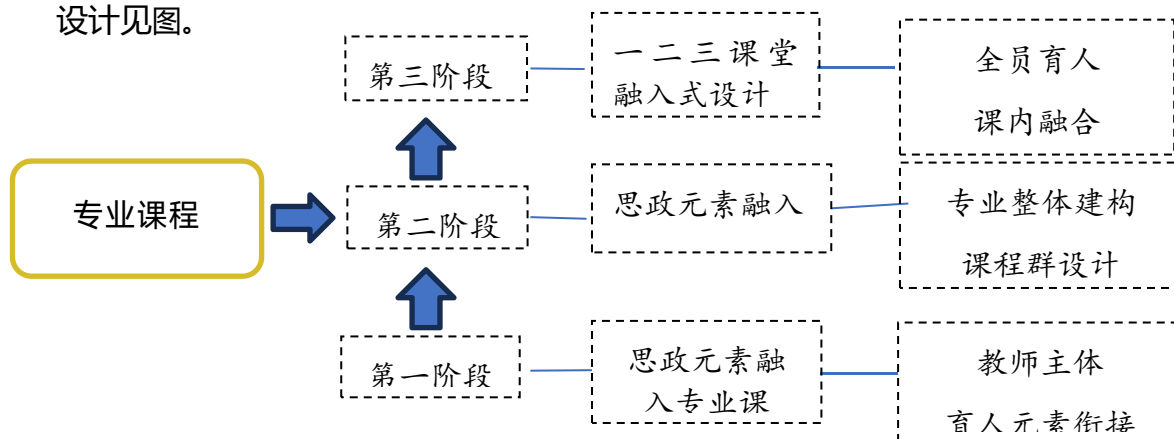 设计见图。
第三阶段
一二三课堂
融入式设计
全员育人
课内融合
专业课程
第二阶段
思政元素融入
专业整体建构
课程群设计
第一阶段
思政元素融
入专业课
教师主体
育人元素衔接